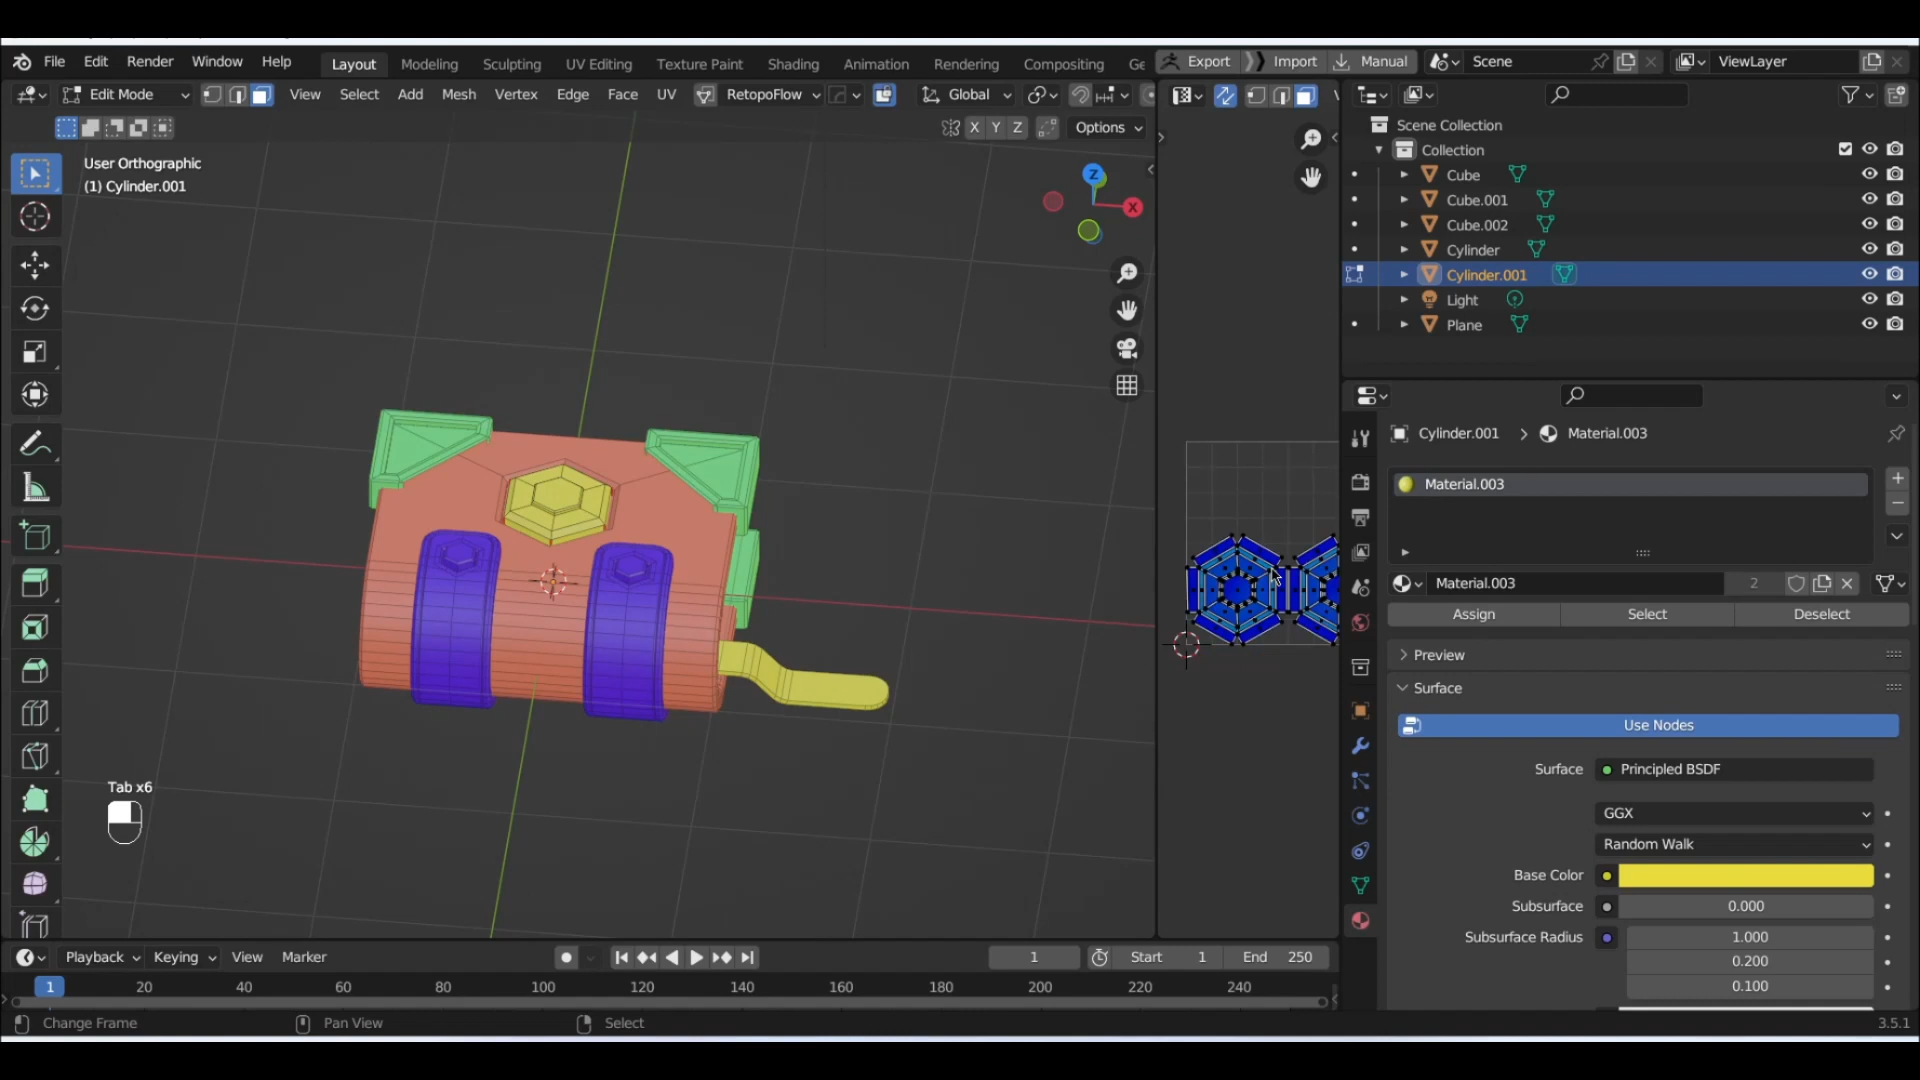 File Edit Render Window Help Layout Modeling Sculpting UV Editing Texture Paint Shading Animation Rendering Compositing Ge Export Import Manual Scene ViewLayer
Edit Mode View Select Add Mesh Vertex Edge Face UV RetopoFlow Global
X Y Z Options
User Orthographic
(1) Cylinder.001
Z
X
Tab x6
Scene Collection
Collection
Cube
Cube.001
Cube.002
Cylinder
Cylinder.001
Light
Plane
Cylinder.001 > Material.003
Material.003
Material.003 2
Assign Select Deselect
Preview
Surface
Use Nodes
Surface Principled BSDF
GGX
Random Walk
Base Color
Subsurface 0.000
Subsurface Radius 1.000
0.200
0.100
Playback Keying View Marker 1 Start 1 End 250
1 20 40 60 80 100 120 140 160 180 200 220 240
Change Frame Pan View Select 3.5.1